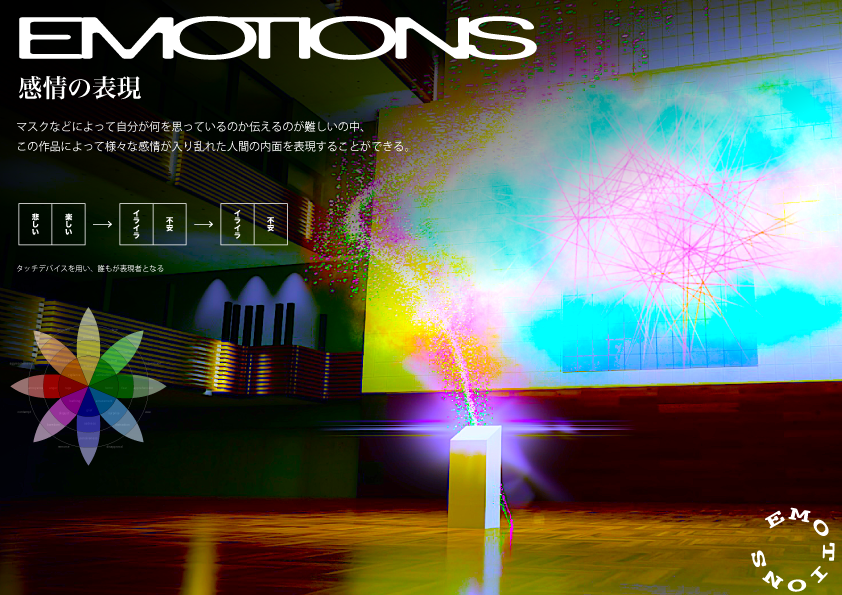 EMOTIONS
感情の表現
マスクなどによって自分が何を思っているのか伝えるのが難しいの中、
この作品によって様々な感情が入り乱れた人間の内面を表現することができる。
悲しい 楽しい → イライラ 不安 → イライラ 不安
タッチデバイスを用い、誰もが表現者となる
EMOTIONS